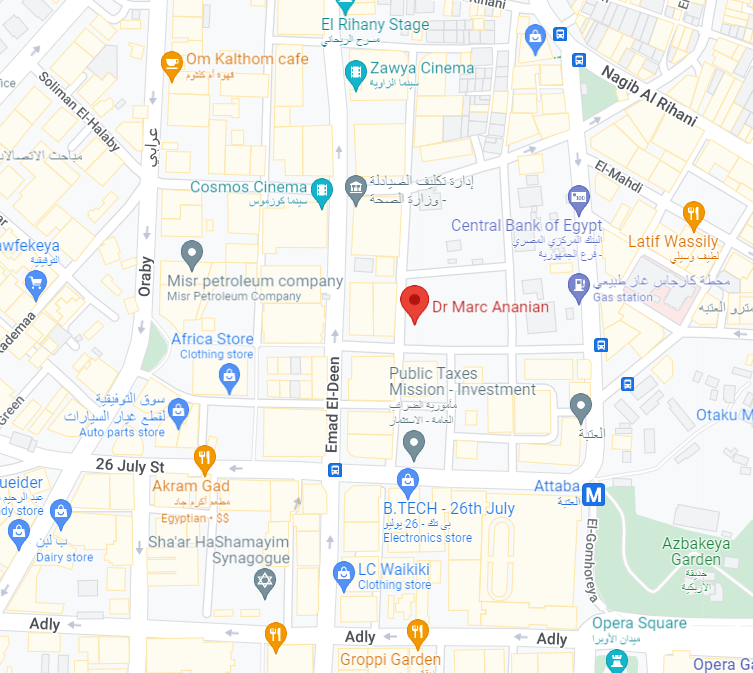 Rihani
El Rihany Stage
مسرح الريحاني
Om Kalthom cafe
قهوة أم كلثوم
Zawya Cinema
سينما الزاوية
Nagib Al Rihani
Soliman El-Halaby
عرابي
مباحث الاتصالات
إدارة تكليف الصيادلة
- وزارة الصحة
Cosmos Cinema
سينما كوزموس
El-Mahdi
Central Bank of Egypt
البنك المركزي المصري
- فرع الجمهورية
Latif Wassily
لطيف وسيلي
awfekeya
التوفيقية
Misr petroleum company
Misr Petroleum Company
Oraby
محطة كارجاس غاز طبيعي
Gas station
مترو العتبه
Dr Marc Ananian
Africa Store
Clothing store
Emad El-Deen
Public Taxes
Mission - Investment
مأمورية الضرائب
العامة - الاستثمار
سوق التوفيقية
لقطع غيار السيارات
Auto parts store
العتبة
Otaku M
Green
26 July St
Akram Gad
مطعم أكرم جاد
Egyptian • $$
Attaba
العتبة
B.TECH - 26th July
بى تك - 26 يوليو
Electronics store
El-Gomhoreya
ueider
عبد الرحيم
dy store
ب لبن
Dairy store
Sha'ar HaShamayim
Synagogue
LC Waikiki
Clothing store
Azbakeya
Garden
حديقة
الأزبكية
Adly
Adly
Adly
Groppi Garden
Opera Square
ميدان الأوبرا
Opera Ga